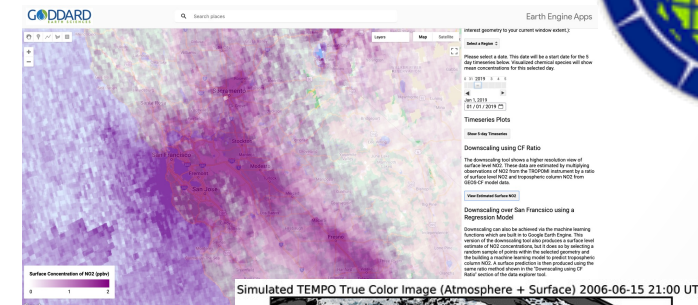 GODDARD
EARTH SCIENCES
Search places
Earth Engine Apps
Layers
Map
Satellite
+
−
San Francisco
Fremont
San Jose
Stockton
Modesto
Surface Concentration of NO2 (ppbv)
0 1 2
interest geometry to your current window extent.):
Select a Region
Please select a date. This will be a start date for the 5
day timeseries below. Visualized chemical species will show
mean concentrations for this selected day.
2019
Jan 1, 2019
01 / 01 / 2019
Timeseries Plots
Show 5-day Timeseries
Downscaling using CF Ratio
The downscaling tool shows a higher resolution view of
surface level NO2. These data are estimated by multiplying
observations of NO2 from the TROPOMI instrument by a ratio
of surface level NO2 and tropospheric column NO2 from
GEOS-CF model data.
View Estimated Surface NO2
Downscaling over San Francsico using a
Regression Model
Downscaling can also be achieved via the machine learning
functions which are built in to Google Earth Engine. This
version of the downscaling tool also produces a surface level
estimate of NO2 concentrations, but it does so by selecting a
random sample of points within the selected geometry and
the building a machine learning model to predict tropospheric
column NO2. A surface prediction is then produced using the
same ratio method shown in the "Downscaling using CF
Ratio" section of the data explorer tool.
Simulated TEMPO True Color Image (Atmosphere + Surface) 2006-06-15 21:00 UT